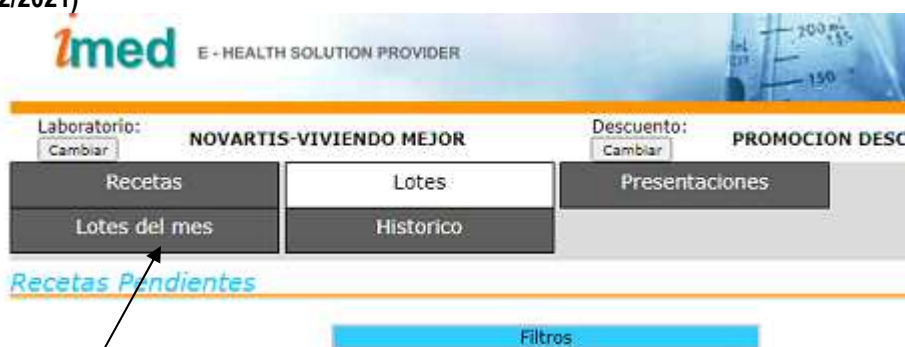 2/2021)
imed E - HEALTH SOLUTION PROVIDER
200 ml
150
Laboratorio: Cambiar NOVARTIS-VIVIENDO MEJOR Descuento: Cambiar PROMOCION DESC
Recetas Lotes Presentaciones
Lotes del mes Historico
Recetas Pendientes
Filtros